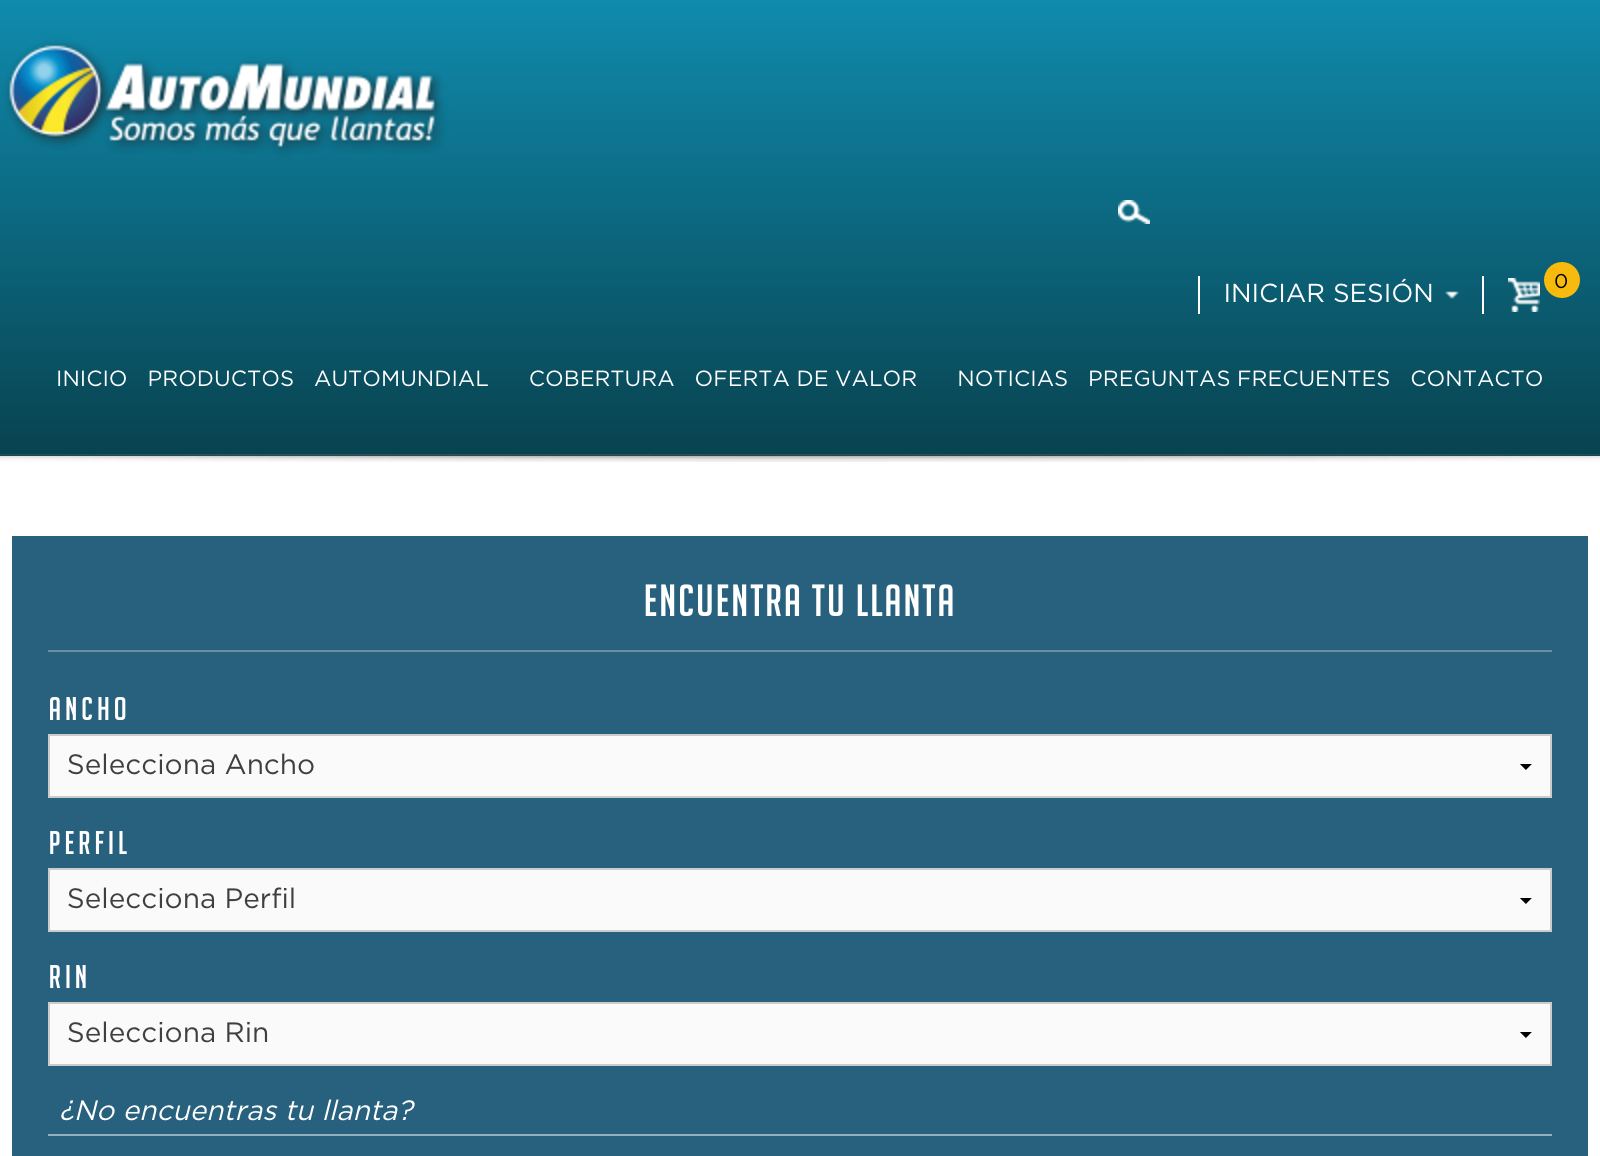 AUTOMUNDIAL
Somos más que llantas!
INICIAR SESIÓN
0
INICIO PRODUCTOS AUTOMUNDIAL COBERTURA OFERTA DE VALOR NOTICIAS PREGUNTAS FRECUENTES CONTACTO
ENCUENTRA TU LLANTA
ANCHO
Selecciona Ancho
PERFIL
Selecciona Perfil
RIN
Selecciona Rin
¿No encuentras tu llanta?